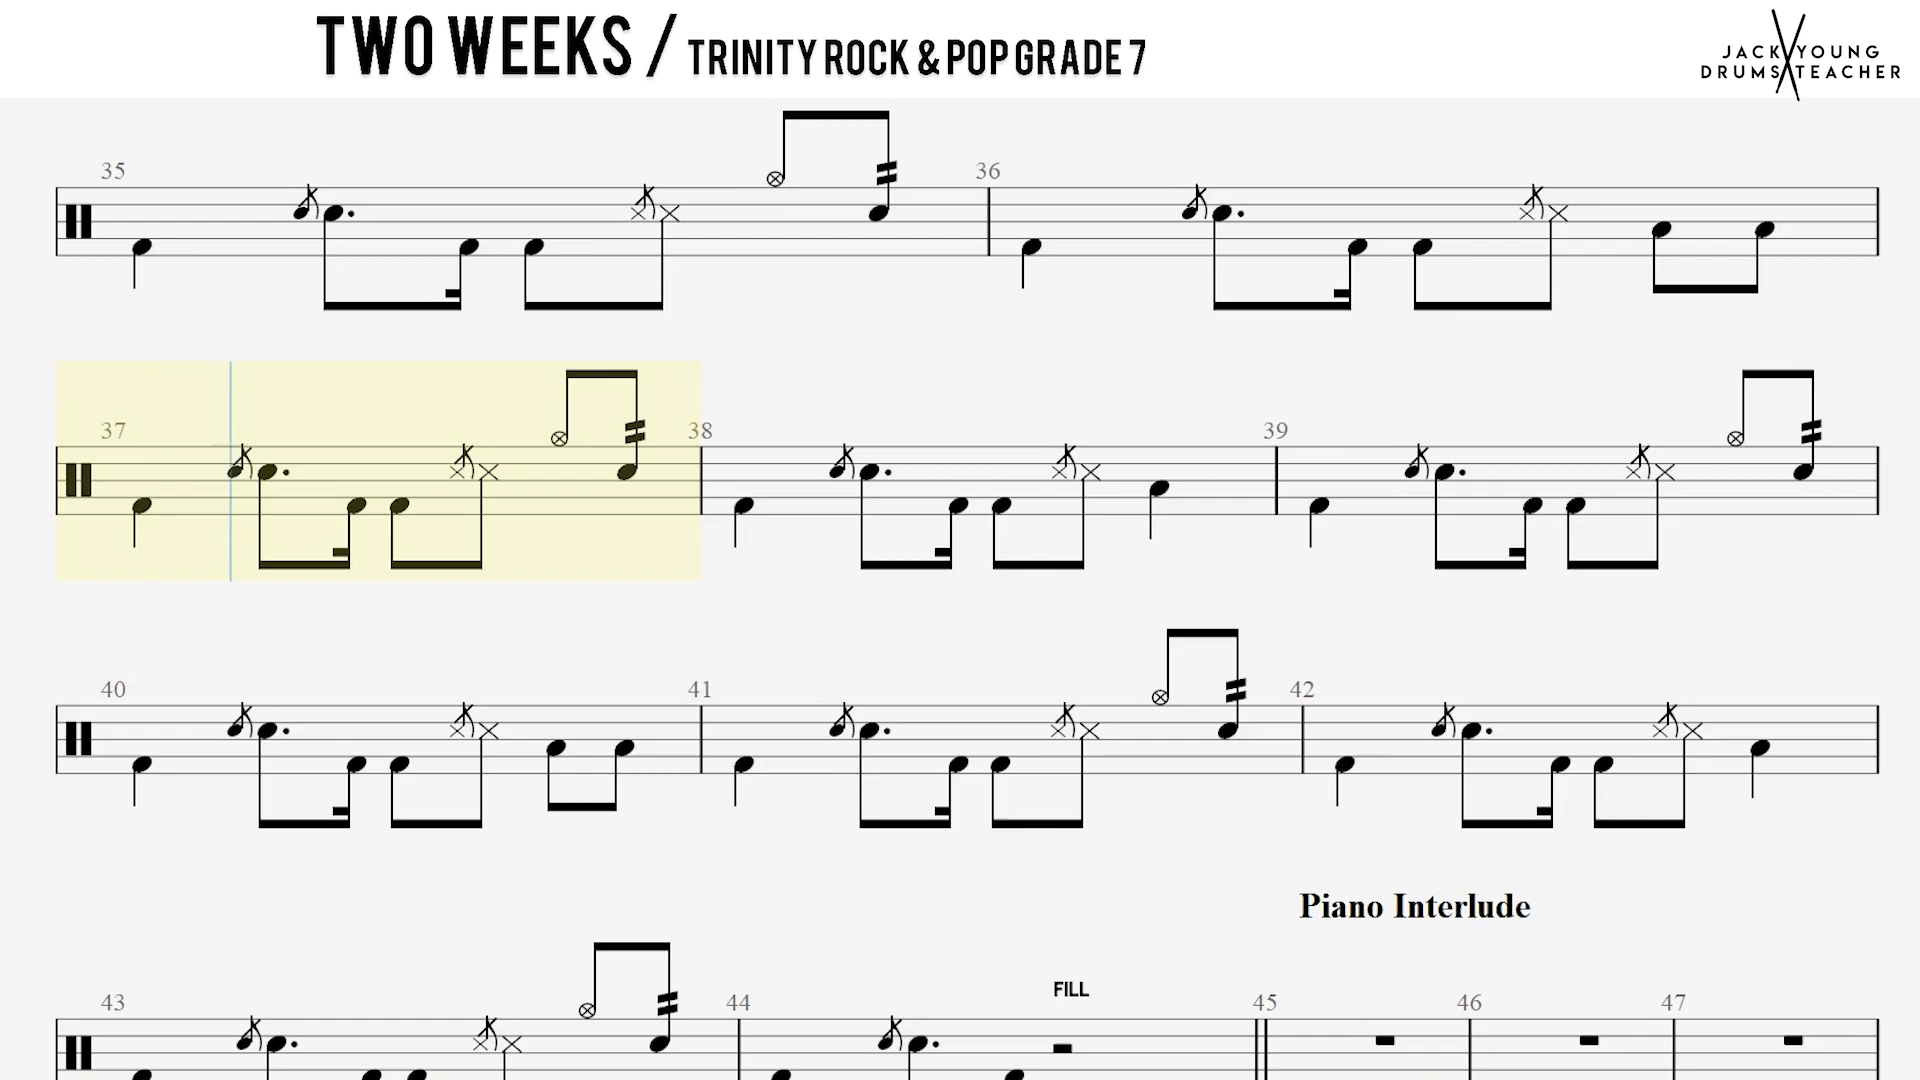 TWO WEEKS / TRINITY ROCK & POP GRADE 7
JACK YOUNG
DRUMS TEACHER
35
36
37
38
39
40
41
42
Piano Interlude
FILL
43
44
45
46
47